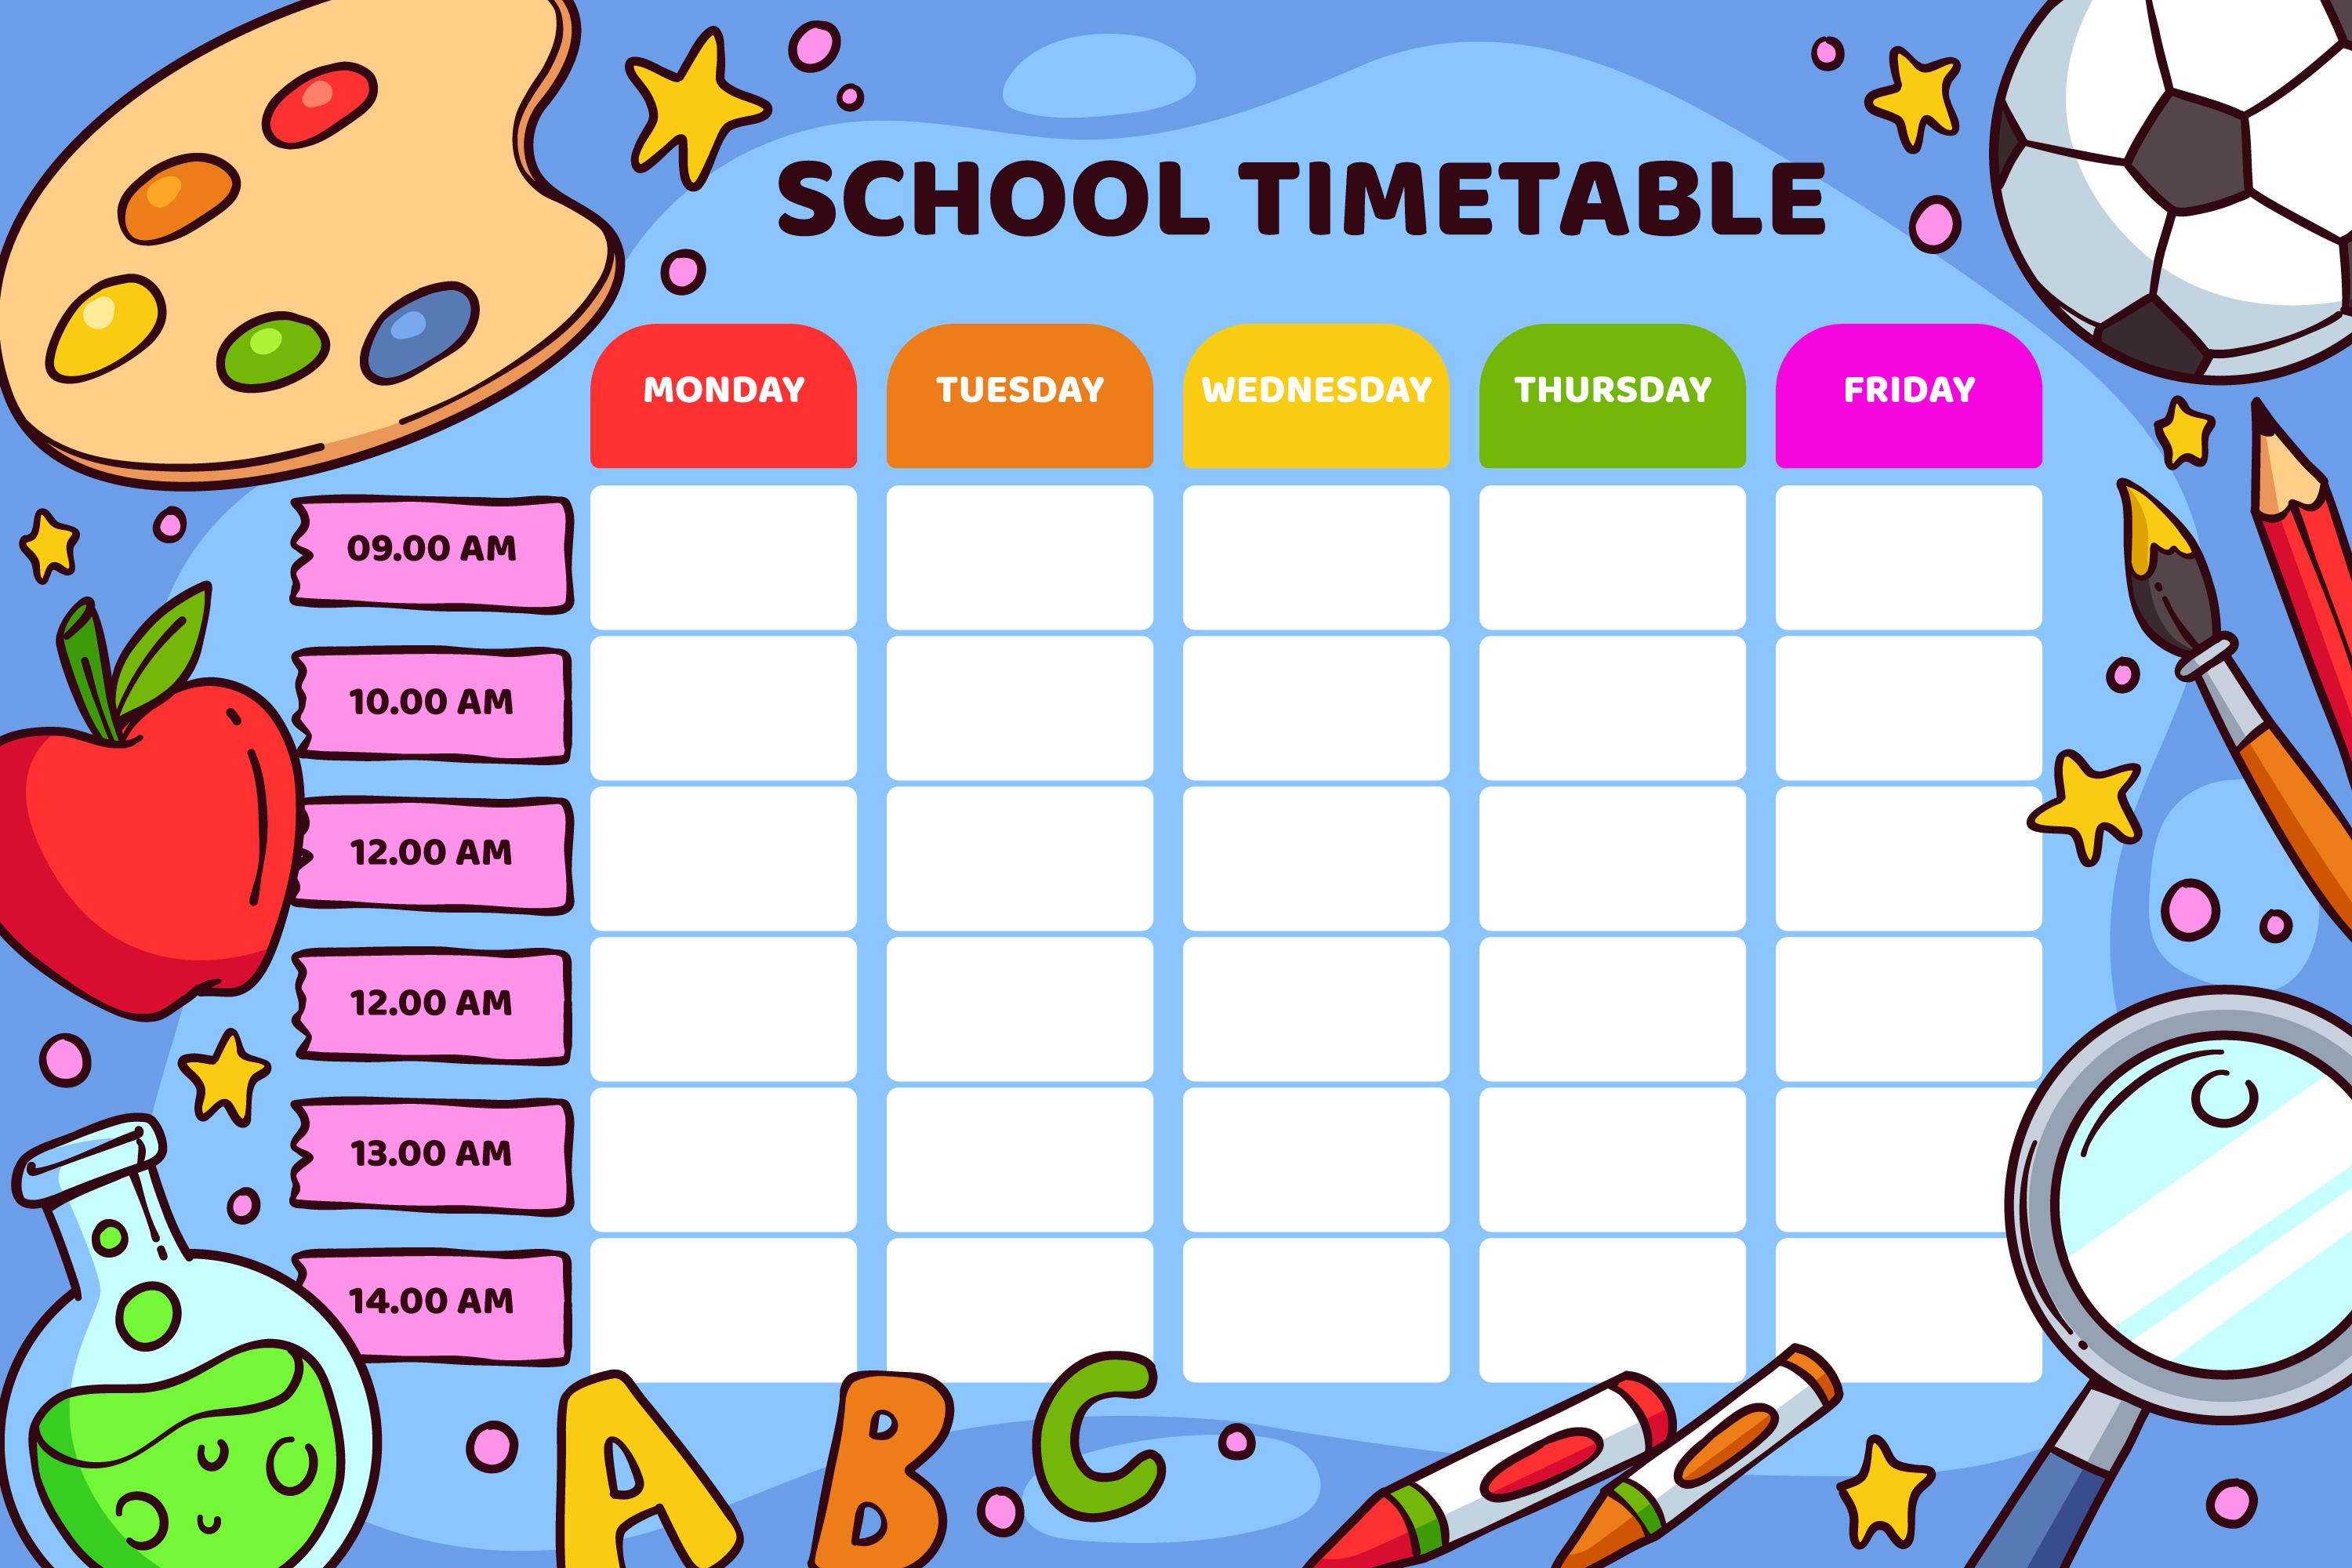 SCHOOL TIMETABLE
MONDAY TUESDAY WEDNESDAY THURSDAY FRIDAY
09.00 AM
10.00 AM
12.00 AM
12.00 AM
13.00 AM
14.00 AM
A B C